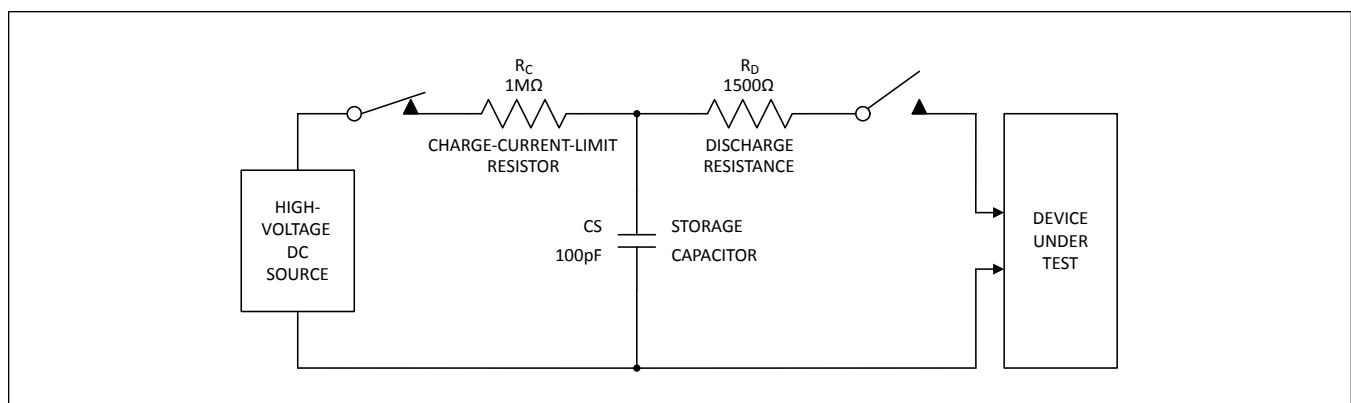 R_C
1MΩ
CHARGE-CURRENT-LIMIT
RESISTOR
R_D
1500Ω
DISCHARGE
RESISTANCE
HIGH-
VOLTAGE
DC
SOURCE
CS
100pF
STORAGE
CAPACITOR
DEVICE
UNDER
TEST